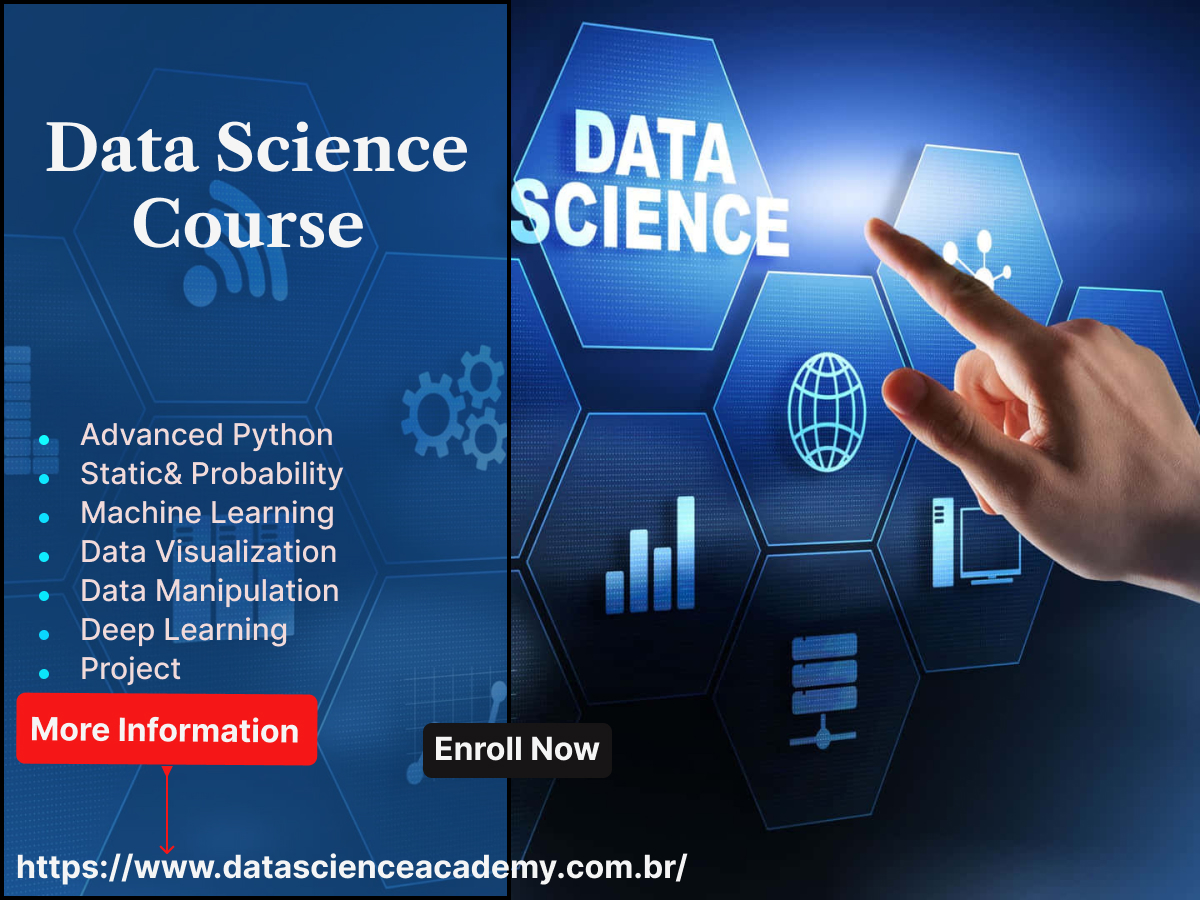 Data Science
Course
DATA
SCIENCE
Advanced Python
Static& Probability
Machine Learning
Data Visualization
Data Manipulation
Deep Learning
Project
More Information
Enroll Now
https://www.datascienceacademy.com.br/